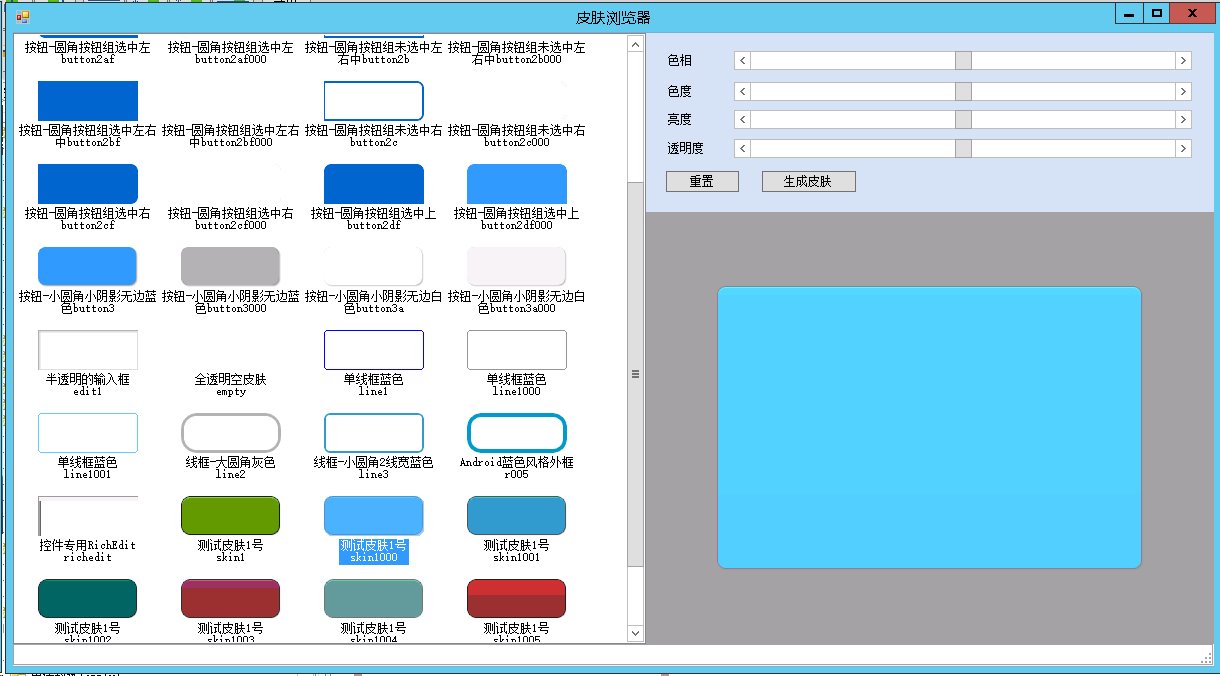 皮肤浏览器
按钮-圆角按钮组选中左
button2af
按钮-圆角按钮组选中左
button2af000
按钮-圆角按钮组未选中左
右中button2b
按钮-圆角按钮组未选中左
右中button2b000
按钮-圆角按钮组选中左右
中button2bf
按钮-圆角按钮组选中左右
中button2bf000
按钮-圆角按钮组未选中右
button2c
按钮-圆角按钮组未选中右
button2c000
按钮-圆角按钮组选中右
button2cf
按钮-圆角按钮组选中右
button2cf000
按钮-圆角按钮组选中上
button2df
按钮-圆角按钮组选中上
button2df000
按钮-小圆角小阴影无边蓝
色button3
按钮-小圆角小阴影无边蓝
色button3000
按钮-小圆角小阴影无边白
色button3a
按钮-小圆角小阴影无边白
色button3a000
半透明的输入框
edit1
全透明空皮肤
empty
单线框蓝色
line1
单线框蓝色
line1000
单线框蓝色
line1001
线框-大圆角灰色
line2
线框-小圆角2线宽蓝色
line3
Android蓝色风格外框
r005
控件专用RichEdit
richedit
测试皮肤1号
skin1
测试皮肤1号
skin1000
测试皮肤1号
skin1001
测试皮肤1号
skin1002
测试皮肤1号
skin1003
测试皮肤1号
skin1004
测试皮肤1号
skin1005
色相
色度
亮度
透明度
重置
生成皮肤